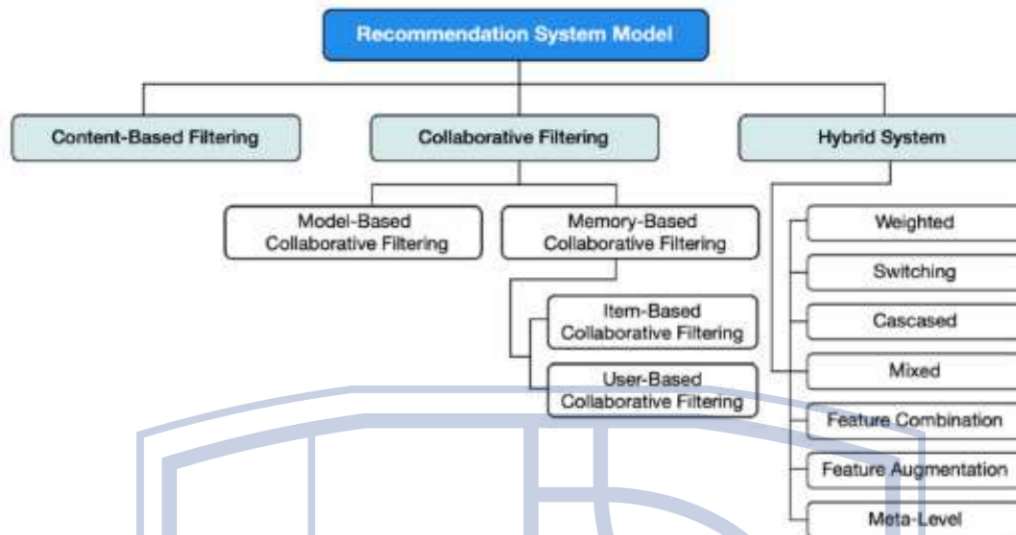 Recommendation System Model
Content-Based Filtering
Collaborative Filtering
Hybrid System
Model-Based
Collaborative Filtering
Memory-Based
Collaborative Filtering
Item-Based
Collaborative Filtering
User-Based
Collaborative Filtering
Weighted
Switching
Cascased
Mixed
Feature Combination
Feature Augmentation
Meta-Level